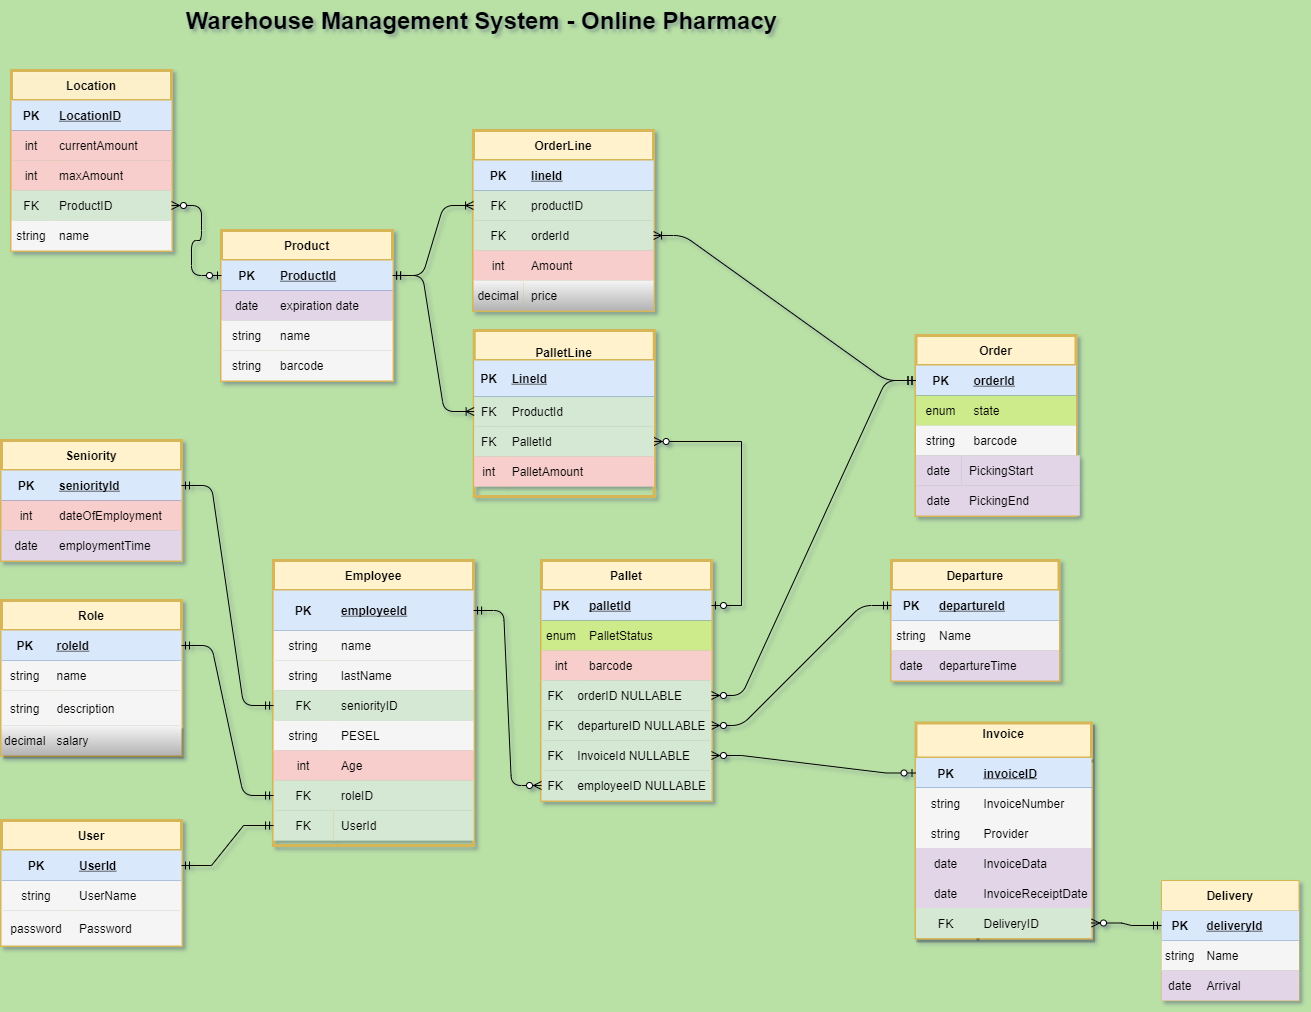 Warehouse Management System - Online Pharmacy
Location
PK LocationID
int currentAmount
int maxAmount
FK ProductID
string name
Product
PK ProductId
date expiration date
string name
string barcode
OrderLine
PK lineId
FK productID
FK orderId
int Amount
decimal price
PalletLine
PK LineId
FK ProductId
FK PalletId
int PalletAmount
Order
PK orderId
enum state
string barcode
date PickingStart
date PickingEnd
Seniority
PK seniorityId
int dateOfEmployment
date employmentTime
Role
PK roleId
string name
string description
decimal salary
User
PK UserId
string UserName
password Password
Employee
PK employeeId
string name
string lastName
FK seniorityID
string PESEL
int Age
FK roleID
FK UserId
Pallet
PK palletId
enum PalletStatus
int barcode
FK orderID NULLABLE
FK departureID NULLABLE
FK InvoiceId NULLABLE
FK employeeID NULLABLE
Departure
PK departureId
string Name
date departureTime
Invoice
PK invoiceID
string InvoiceNumber
string Provider
date InvoiceData
date InvoiceReceiptDate
FK DeliveryID
Delivery
PK deliveryId
string Name
date Arrival